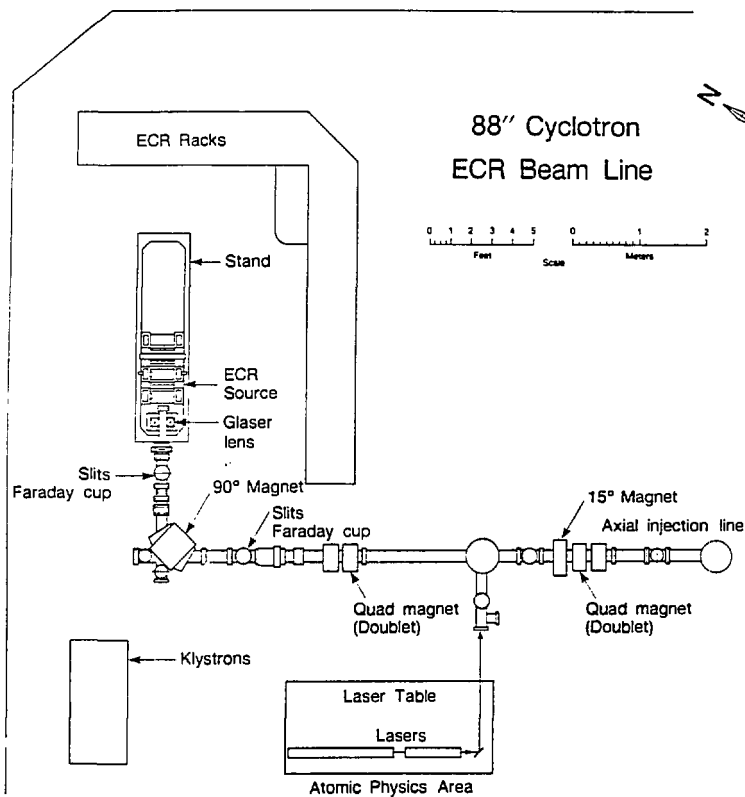 ECR Racks
88" Cyclotron
ECR Beam Line
N
0 1 2 3 4 5
Feet
Scale
0 1 2
Meters
Stand
ECR
Source
Glaser
lens
Slits
Faraday cup
90° Magnet
Slits
Faraday cup
15° Magnet
Axial injection line
Quad magnet
(Doublet)
Quad magnet
(Doublet)
Klystrons
Laser Table
Lasers
Atomic Physics Area